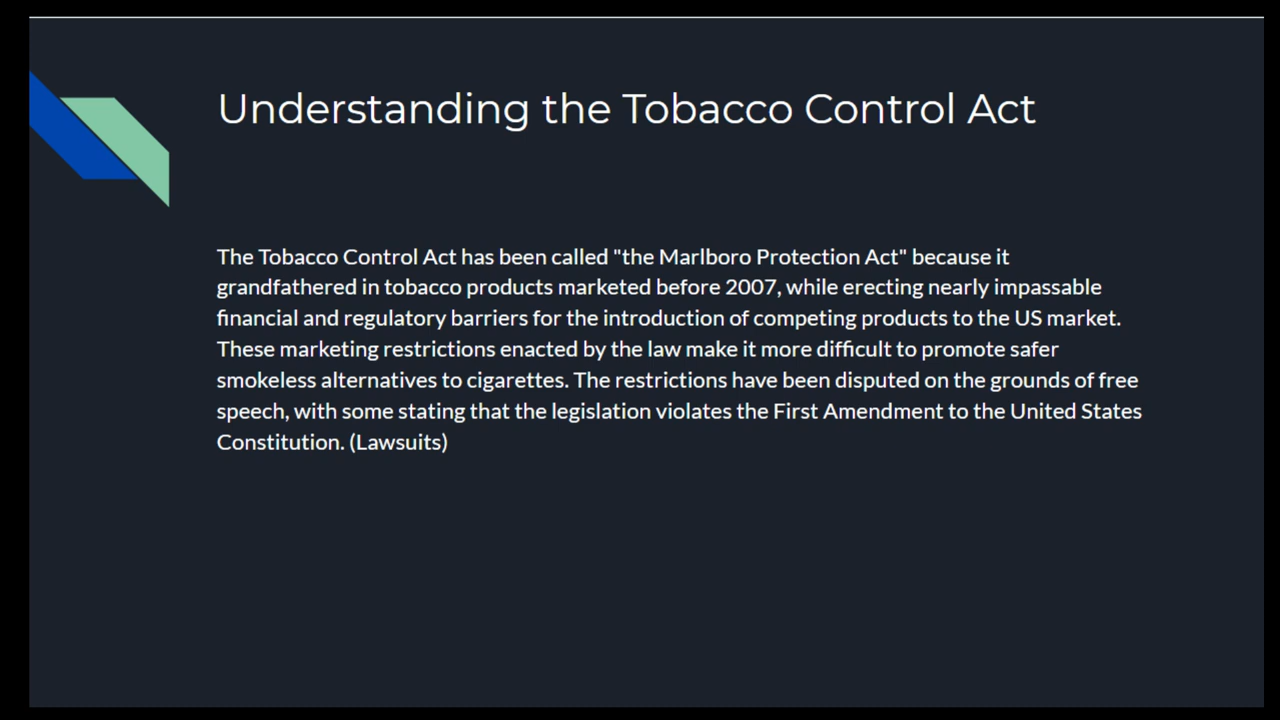 Understanding the Tobacco Control Act
The Tobacco Control Act has been called "the Marlboro Protection Act" because it
grandfathered in tobacco products marketed before 2007, while erecting nearly impassable
financial and regulatory barriers for the introduction of competing products to the US market.
These marketing restrictions enacted by the law make it more difficult to promote safer
smokeless alternatives to cigarettes. The restrictions have been disputed on the grounds of free
speech, with some stating that the legislation violates the First Amendment to the United States
Constitution. (Lawsuits)